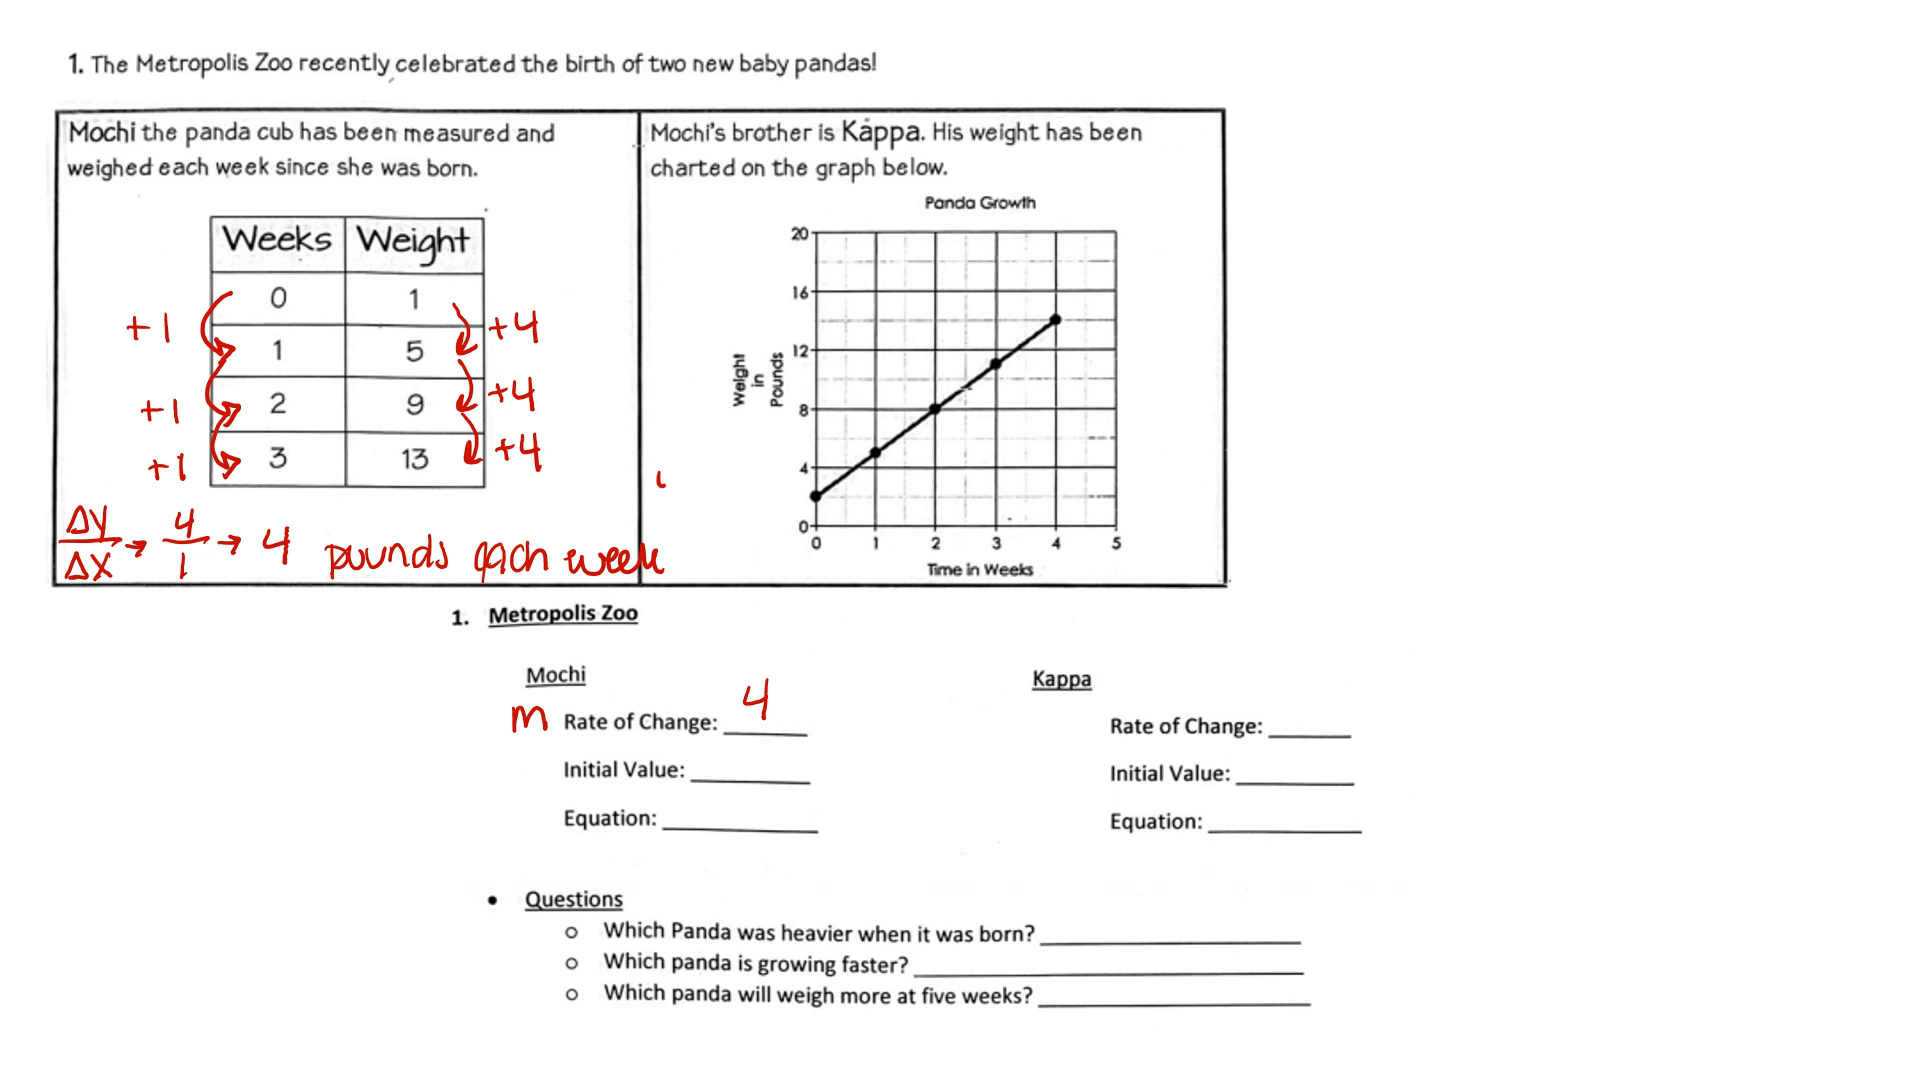 1. The Metropolis Zoo recently celebrated the birth of two new baby pandas!
Mochi the panda cub has been measured and
weighed each week since she was born.
Weeks Weight
0 1
1 5
2 9
3 13
+1
+1
+1
+4
+4
+4
Δy/Δx → 4/1 → 4 pounds each week
Mochi's brother is Kappa. His weight has been
charted on the graph below.
Panda Growth
20
16
12
8
4
0
Weight
in
Pounds
0 1 2 3 4 5
Time in Weeks
1. Metropolis Zoo
Mochi
m Rate of Change: 4
Initial Value:
Equation:
Kappa
Rate of Change:
Initial Value:
Equation:
Questions
Which Panda was heavier when it was born?
Which panda is growing faster?
Which panda will weigh more at five weeks?